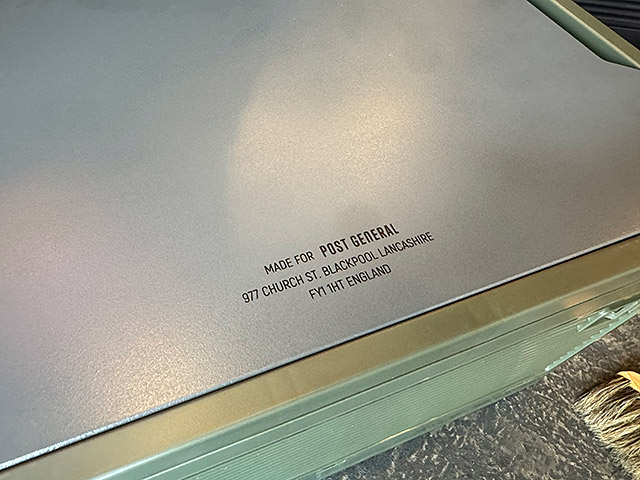 MADE FOR POST GENERAL
977 CHURCH ST. BLACKPOOL LANCASHIRE
FY1 1HT ENGLAND